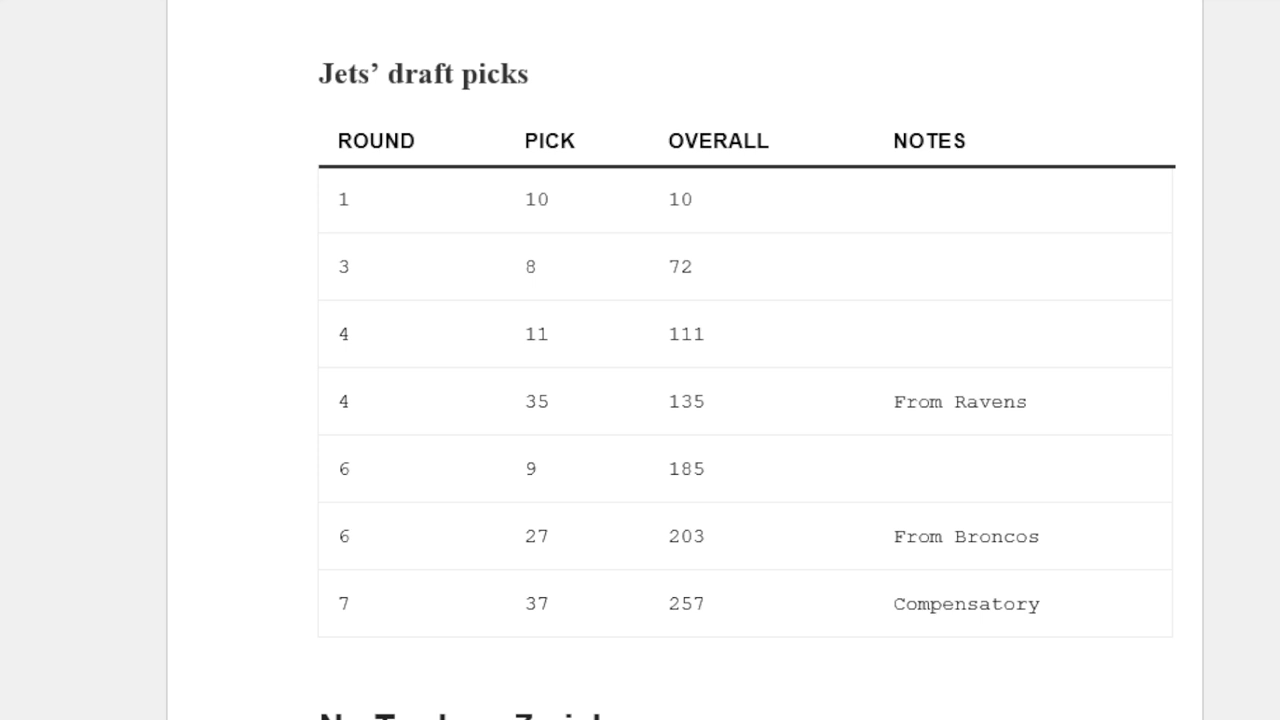 Jets’ draft picks
ROUND PICK OVERALL NOTES
1 10 10
3 8 72
4 11 111
4 35 135 From Ravens
6 9 185
6 27 203 From Broncos
7 37 257 Compensatory